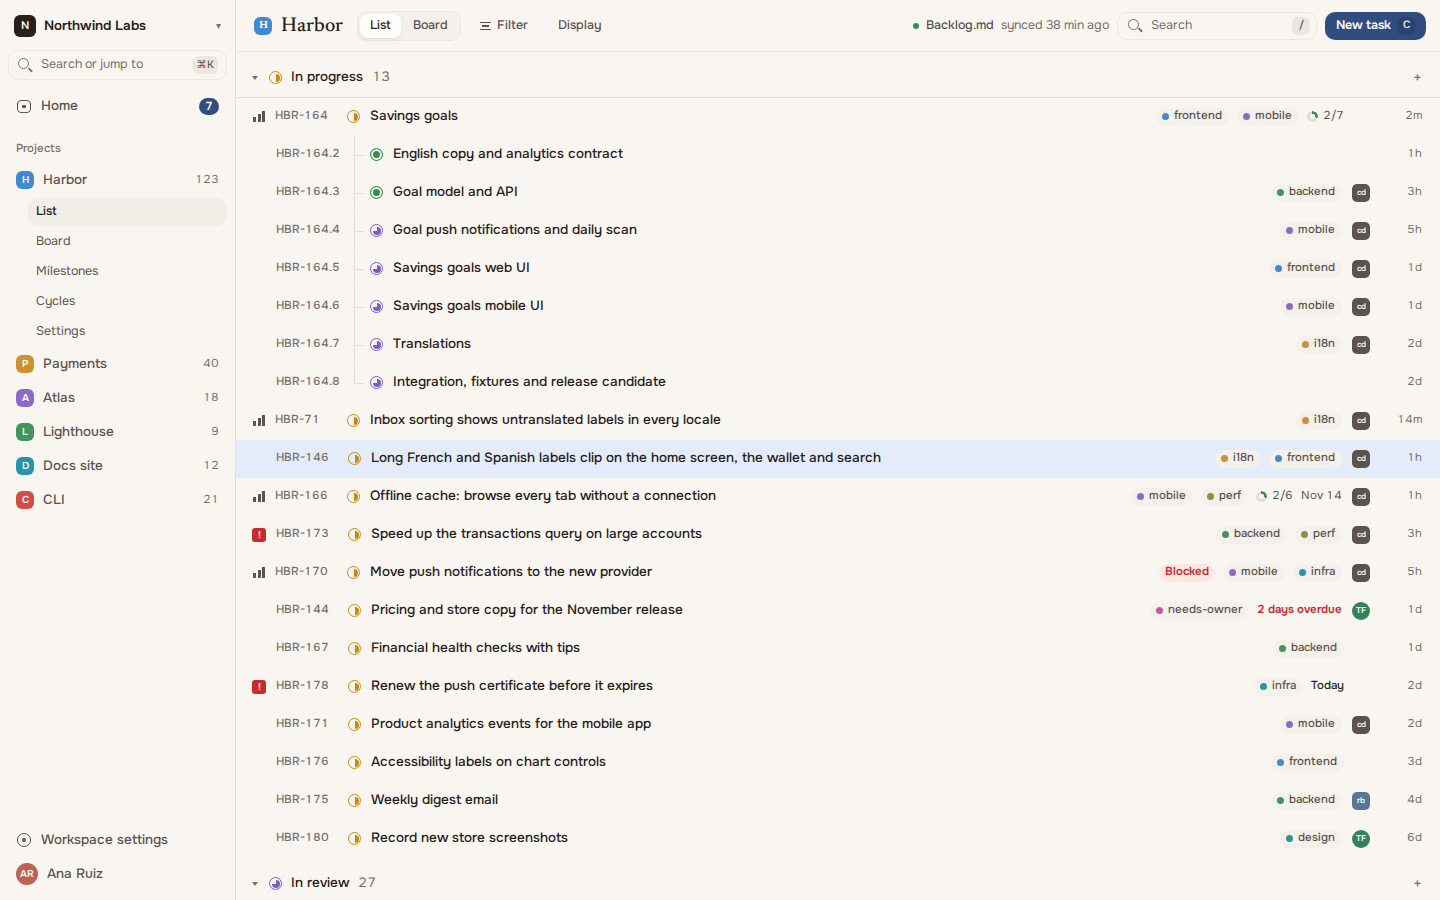 N Northwind Labs
Search or jump to ⌘K
Home 7
Projects
H Harbor 123
List
Board
Milestones
Cycles
Settings
P Payments 40
A Atlas 18
L Lighthouse 9
D Docs site 12
C CLI 21
Workspace settings
AR Ana Ruiz
H Harbor List Board Filter Display Backlog.md synced 38 min ago Search / New task C
In progress 13 +
HBR-164 Savings goals frontend mobile 2/7 2m
HBR-164.2 English copy and analytics contract 1h
HBR-164.3 Goal model and API backend cd 3h
HBR-164.4 Goal push notifications and daily scan mobile cd 5h
HBR-164.5 Savings goals web UI frontend cd 1d
HBR-164.6 Savings goals mobile UI mobile cd 1d
HBR-164.7 Translations i18n cd 2d
HBR-164.8 Integration, fixtures and release candidate 2d
HBR-71 Inbox sorting shows untranslated labels in every locale i18n cd 14m
HBR-146 Long French and Spanish labels clip on the home screen, the wallet and search i18n frontend cd 1h
HBR-166 Offline cache: browse every tab without a connection mobile perf 2/6 Nov 14 cd 1h
! HBR-173 Speed up the transactions query on large accounts backend perf cd 3h
HBR-170 Move push notifications to the new provider Blocked mobile infra cd 5h
HBR-144 Pricing and store copy for the November release needs-owner 2 days overdue TF 1d
HBR-167 Financial health checks with tips backend 1d
! HBR-178 Renew the push certificate before it expires infra Today 2d
HBR-171 Product analytics events for the mobile app mobile cd 2d
HBR-176 Accessibility labels on chart controls frontend 3d
HBR-175 Weekly digest email backend rb 4d
HBR-180 Record new store screenshots design TF 6d
In review 27 +